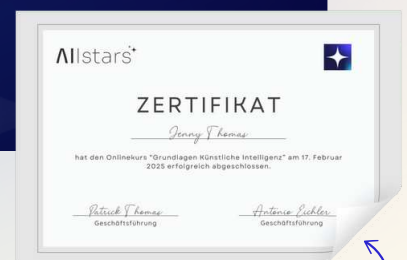 AIlstars
ZERTIFIKAT
Jenny Thomas
hat den Onlinekurs "Grundlagen Künstliche Intelligenz" am 17. Februar
2025 erfolgreich abgeschlossen.
Patrick Thomas Antonio Eichler
Geschäftsführung Geschäftsführung